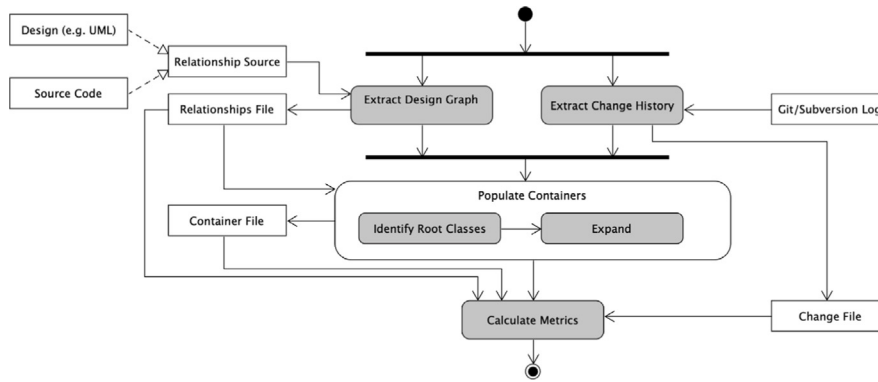 Design (e.g. UML)
Relationship Source
Source Code
Extract Design Graph
Extract Change History
Relationships File
Git/Subversion Log
Populate Containers
Container File
Identify Root Classes
Expand
Calculate Metrics
Change File